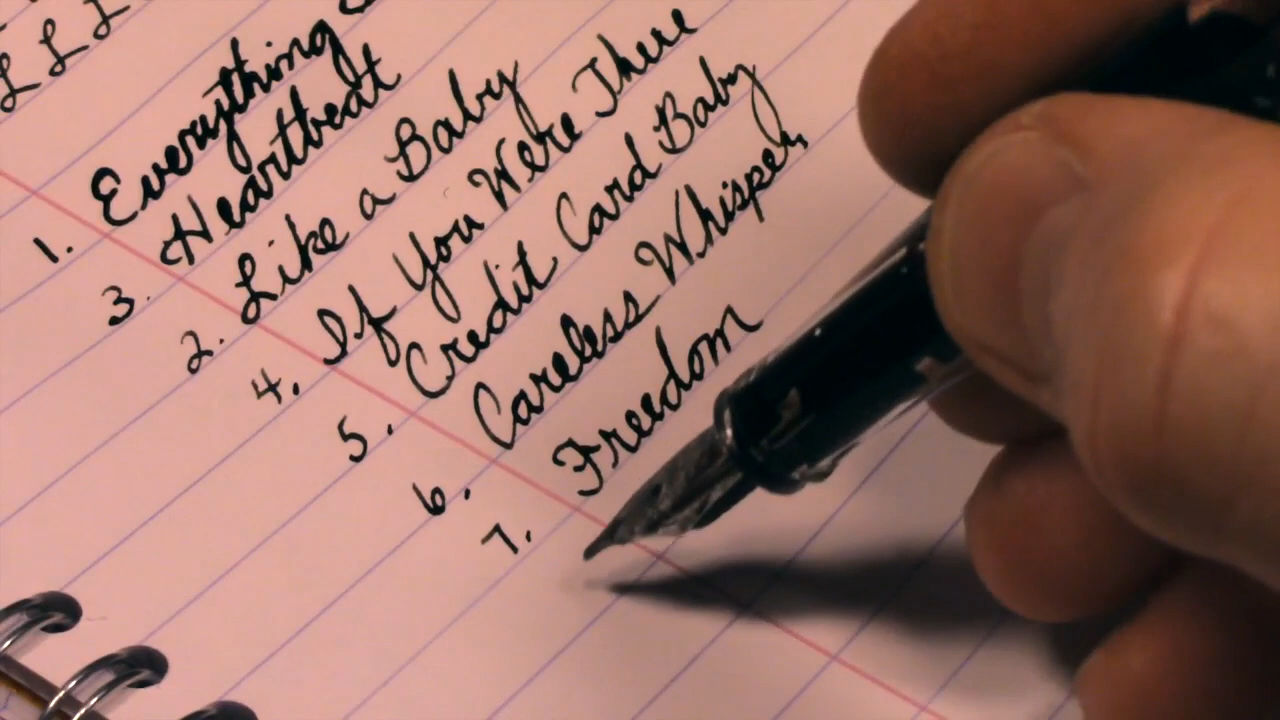 L L L
1. Everything
3. Heartbeat
2. Like a Baby
4. If You Were There
5. Credit Card Baby
6. Careless Whisper
7. Freedom